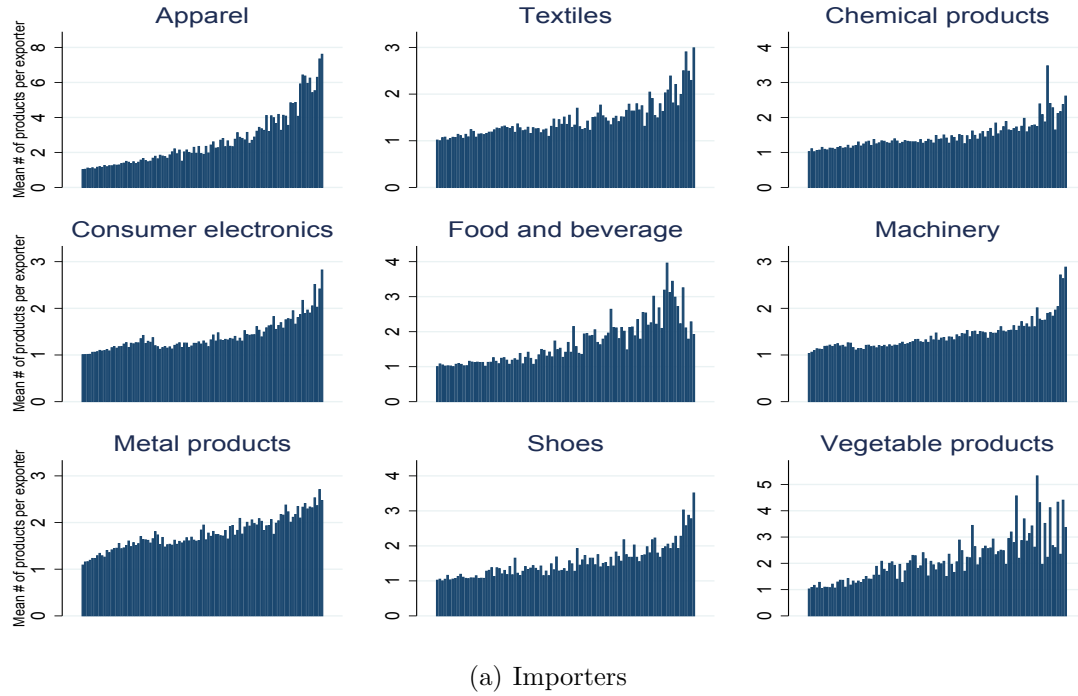 Apparel
Textiles
Chemical products
Mean # of products per exporter
0 2 4 6 8
0 1 2 3
0 1 2 3 4
Consumer electronics
Food and beverage
Machinery
Mean # of products per exporter
0 1 2 3
0 1 2 3 4
0 1 2 3
Metal products
Shoes
Vegetable products
Mean # of products per exporter
0 1 2 3
0 1 2 3 4
0 1 2 3 4 5
(a) Importers